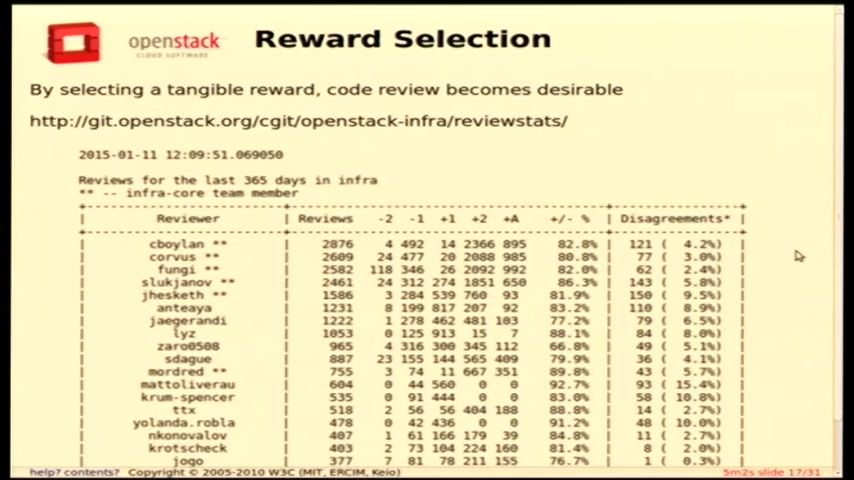 openstack
CLOUD SOFTWARE
Reward Selection
By selecting a tangible reward, code review becomes desirable
http://git.openstack.org/cgit/openstack-infra/reviewstats/
2015-01-11 12:09:51.069050
Reviews for the last 365 days in infra
** -- infra-core team member
| Reviewer | Reviews -2 -1 +1 +2 +A +/- % | Disagreements* |
| cboylan ** | 2876 4 492 14 2366 895 82.8% | 121 ( 4.2%) |
| corvus ** | 2609 24 477 20 2088 985 80.8% | 77 ( 3.0%) |
| fungi ** | 2582 118 346 26 2092 992 82.0% | 62 ( 2.4%) |
| slukjanov ** | 2461 24 312 274 1851 650 86.3% | 143 ( 5.8%) |
| jhesketh ** | 1586 3 284 539 760 93 81.9% | 150 ( 9.5%) |
| anteaya | 1231 8 199 817 207 92 83.2% | 110 ( 8.9%) |
| jaegerandi | 1222 1 278 462 481 103 77.2% | 79 ( 6.5%) |
| lyz | 1053 0 125 913 15 7 88.1% | 84 ( 8.0%) |
| zaro0508 | 965 4 316 300 345 112 66.8% | 49 ( 5.1%) |
| sdague | 887 23 155 144 565 409 79.9% | 36 ( 4.1%) |
| mordred ** | 755 3 74 11 667 351 89.8% | 43 ( 5.7%) |
| mattoliverau | 604 0 44 560 0 0 92.7% | 93 ( 15.4%) |
| krum-spencer | 535 0 91 444 0 0 83.0% | 58 ( 10.8%) |
| ttx | 518 2 56 56 404 188 88.8% | 14 ( 2.7%) |
| yolanda.robla | 478 0 42 436 0 0 91.2% | 48 ( 10.0%) |
| nkonovalov | 407 1 61 166 179 39 84.8% | 11 ( 2.7%) |
| krotscheck | 403 2 73 104 224 160 81.4% | 8 ( 2.0%) |
| jogo | 377 7 81 78 211 155 76.7% | 1 ( 0.3%) |
help? contents? Copyright © 2005-2010 W3C (MIT, ERCIM, Keio)
5m2s slide 17/31